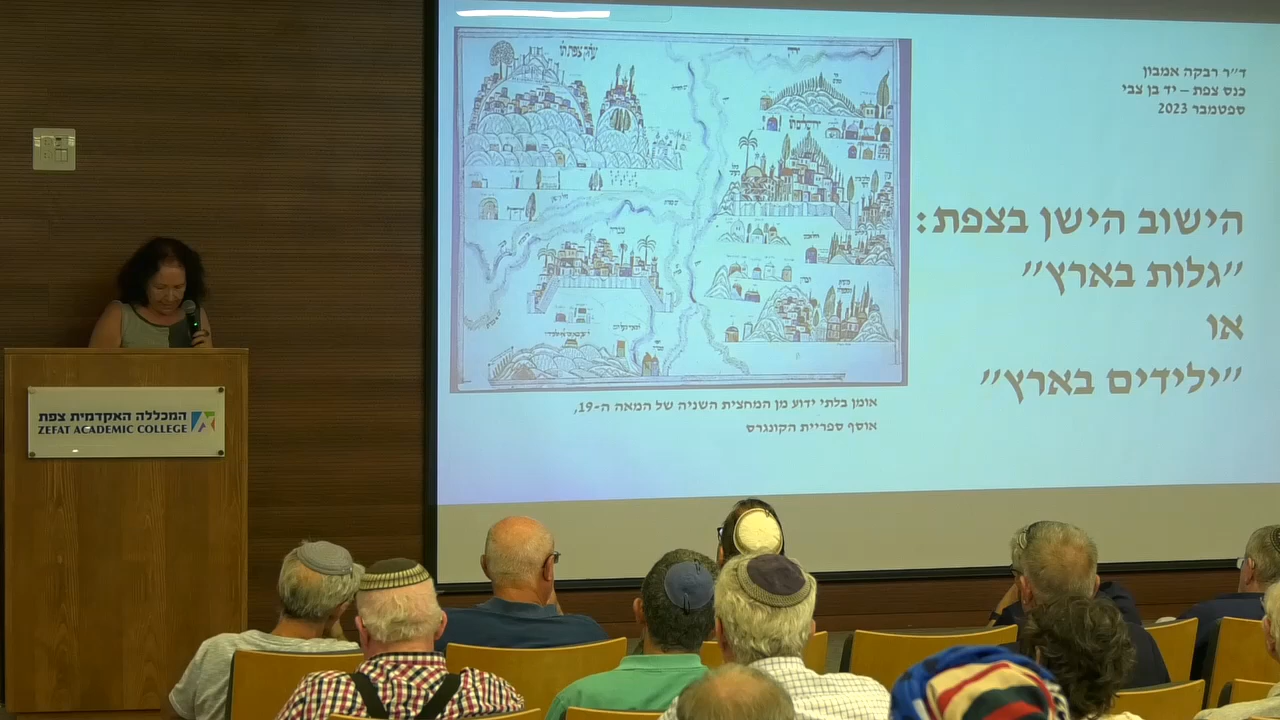 ד״ר רבקה אמבון
כנס צפת – יד בן צבי
ספטמבר 2023
הישוב הישן בצפת:
״גלות בארץ״
או
״ילידים בארץ״
אומן בלתי ידוע מן המחצית השניה של המאה ה-19,
אוסף ספריית הקונגרס
המכללה האקדמית צפת
ZEFAT ACADEMIC COLLEGE